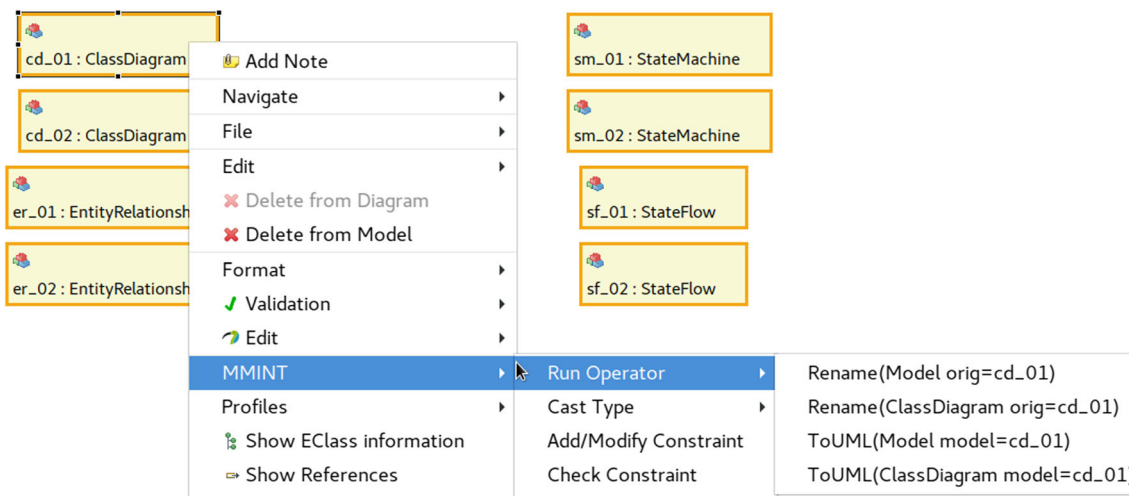 cd_01 : ClassDiagram
cd_02 : ClassDiagram
er_01 : EntityRelationsh
er_02 : EntityRelationsh
Add Note
Navigate
File
Edit
Delete from Diagram
Delete from Model
Format
Validation
Edit
MMINT
Profiles
Show EClass information
Show References
sm_01 : StateMachine
sm_02 : StateMachine
sf_01 : StateFlow
sf_02 : StateFlow
Run Operator
Cast Type
Add/Modify Constraint
Check Constraint
Rename(Model orig=cd_01)
Rename(ClassDiagram orig=cd_01)
ToUML(Model model=cd_01)
ToUML(ClassDiagram model=cd_01)